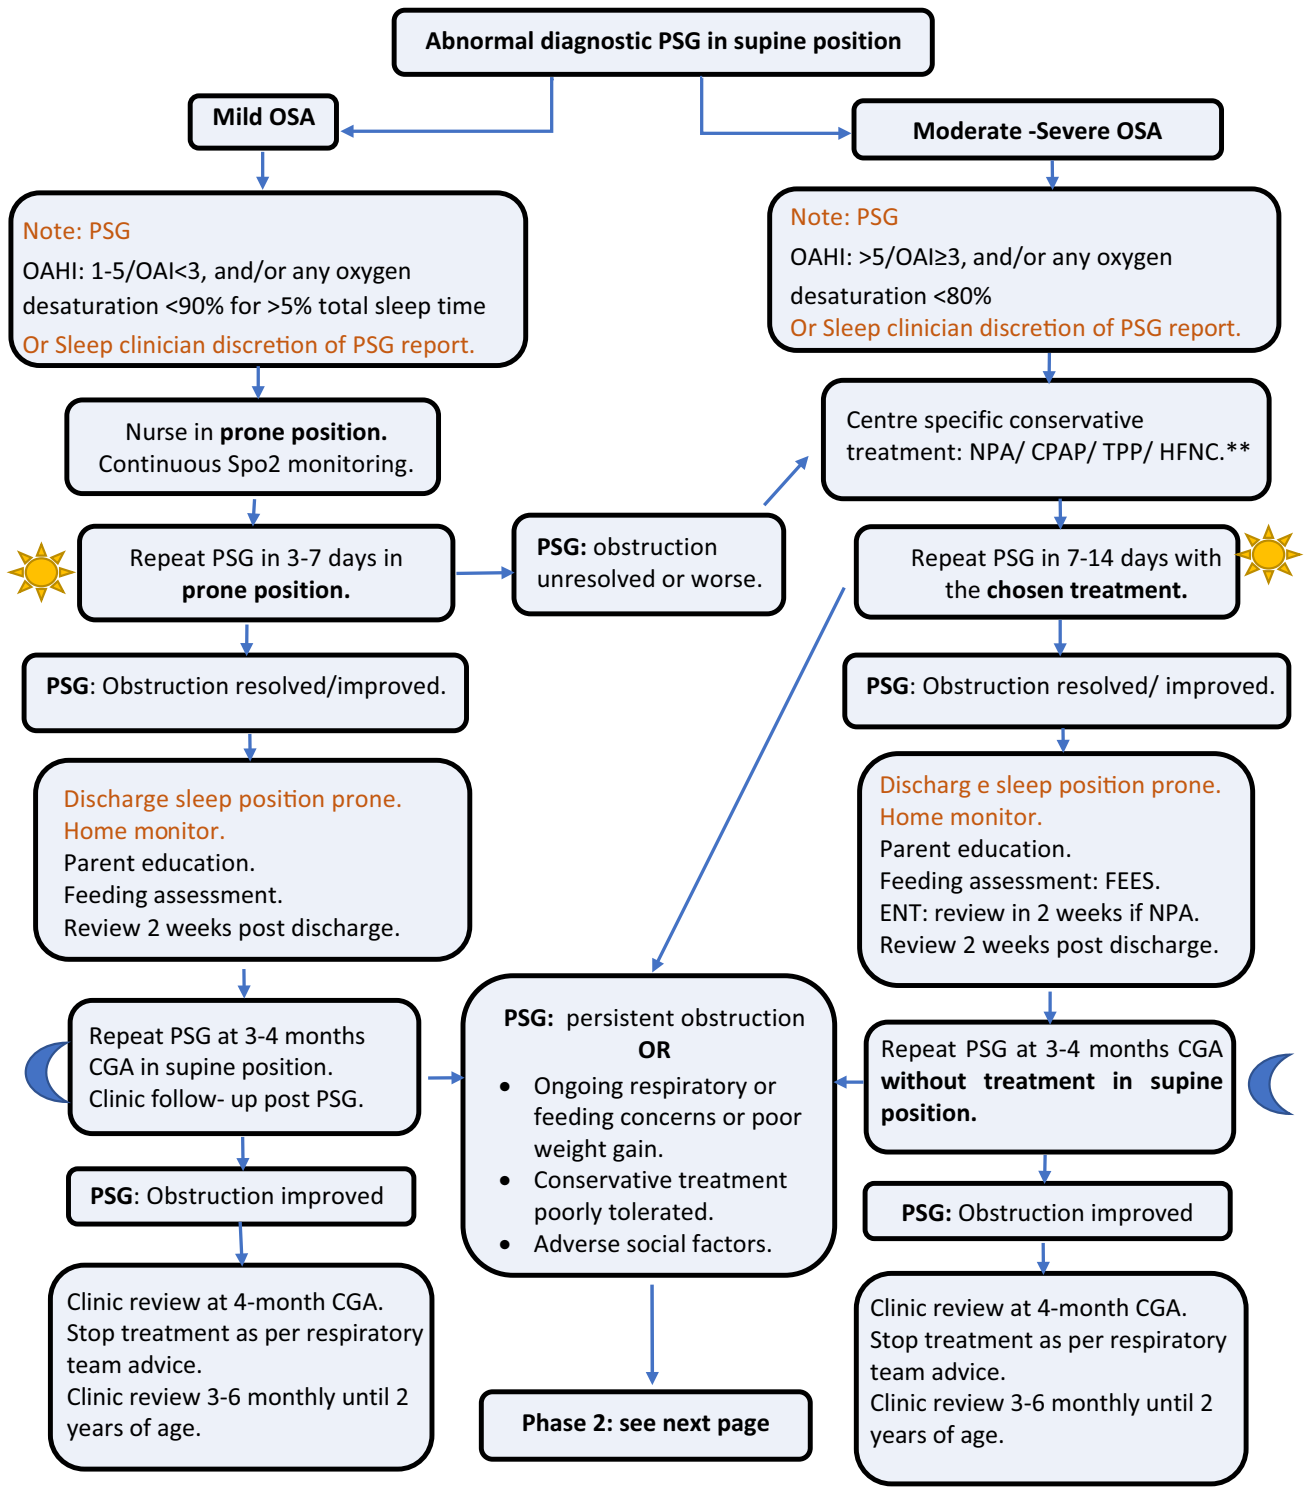 Abnormal diagnostic PSG in supine position
Mild OSA
Moderate -Severe OSA
Note: PSG
OAHI: 1-5/OAI<3, and/or any oxygen
desaturation <90% for >5% total sleep time
Or Sleep clinician discretion of PSG report.
Note: PSG
OAHI: >5/OAI≥3, and/or any oxygen
desaturation <80%
Or Sleep clinician discretion of PSG report.
Nurse in prone position.
Continuous Spo2 monitoring.
Centre specific conservative
treatment: NPA/ CPAP/ TPP/ HFNC.**
Repeat PSG in 3-7 days in
prone position.
PSG: obstruction
unresolved or worse.
Repeat PSG in 7-14 days with
the chosen treatment.
PSG: Obstruction resolved/improved.
PSG: Obstruction resolved/ improved.
Discharge sleep position prone.
Home monitor.
Parent education.
Feeding assessment.
Review 2 weeks post discharge.
Discharg e sleep position prone.
Home monitor.
Parent education.
Feeding assessment: FEES.
ENT: review in 2 weeks if NPA.
Review 2 weeks post discharge.
Repeat PSG at 3-4 months
CGA in supine position.
Clinic follow- up post PSG.
PSG: persistent obstruction
OR
• Ongoing respiratory or
feeding concerns or poor
weight gain.
• Conservative treatment
poorly tolerated.
• Adverse social factors.
Repeat PSG at 3-4 months CGA
without treatment in supine
position.
PSG: Obstruction improved
PSG: Obstruction improved
Clinic review at 4-month CGA.
Stop treatment as per respiratory
team advice.
Clinic review 3-6 monthly until 2
years of age.
Phase 2: see next page
Clinic review at 4-month CGA.
Stop treatment as per respiratory
team advice.
Clinic review 3-6 monthly until 2
years of age.